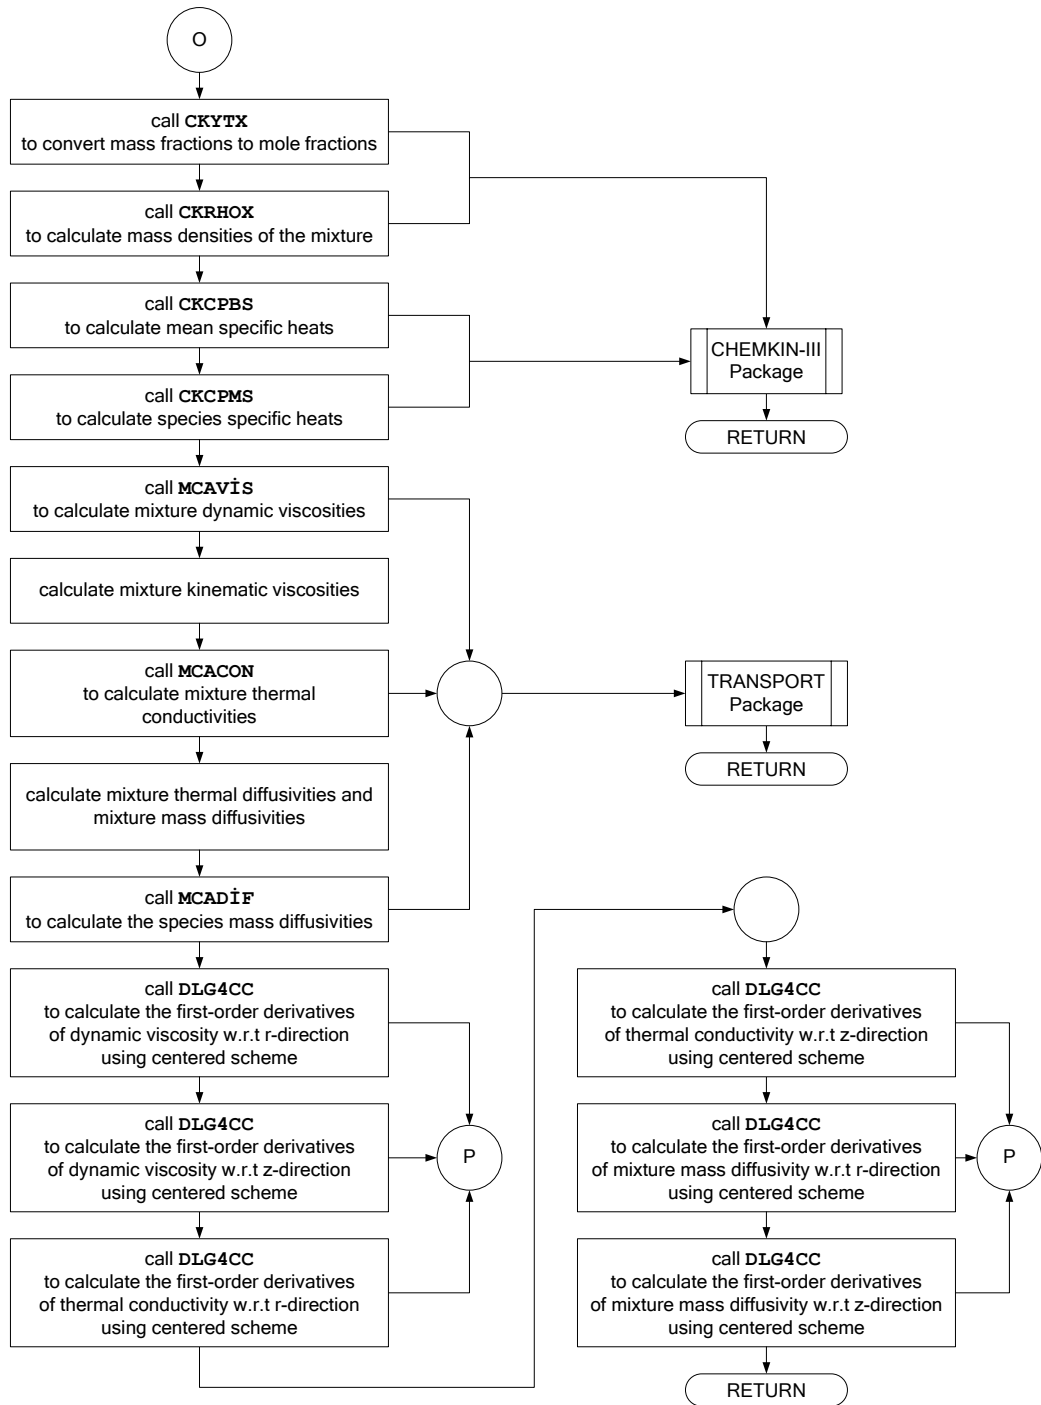 O
call CKYTX
to convert mass fractions to mole fractions
call CKRHOX
to calculate mass densities of the mixture
call CKCPBS
to calculate mean specific heats
call CKCPMS
to calculate species specific heats
CHEMKIN-III
Package
RETURN
call MCAVİS
to calculate mixture dynamic viscosities
calculate mixture kinematic viscosities
call MCACON
to calculate mixture thermal
conductivities
TRANSPORT
Package
RETURN
calculate mixture thermal diffusivities and
mixture mass diffusivities
call MCADİF
to calculate the species mass diffusivities
call DLG4CC
to calculate the first-order derivatives
of dynamic viscosity w.r.t r-direction
using centered scheme
call DLG4CC
to calculate the first-order derivatives
of dynamic viscosity w.r.t z-direction
using centered scheme
P
call DLG4CC
to calculate the first-order derivatives
of thermal conductivity w.r.t r-direction
using centered scheme
call DLG4CC
to calculate the first-order derivatives
of thermal conductivity w.r.t z-direction
using centered scheme
call DLG4CC
to calculate the first-order derivatives
of mixture mass diffusivity w.r.t r-direction
using centered scheme
P
call DLG4CC
to calculate the first-order derivatives
of mixture mass diffusivity w.r.t z-direction
using centered scheme
RETURN